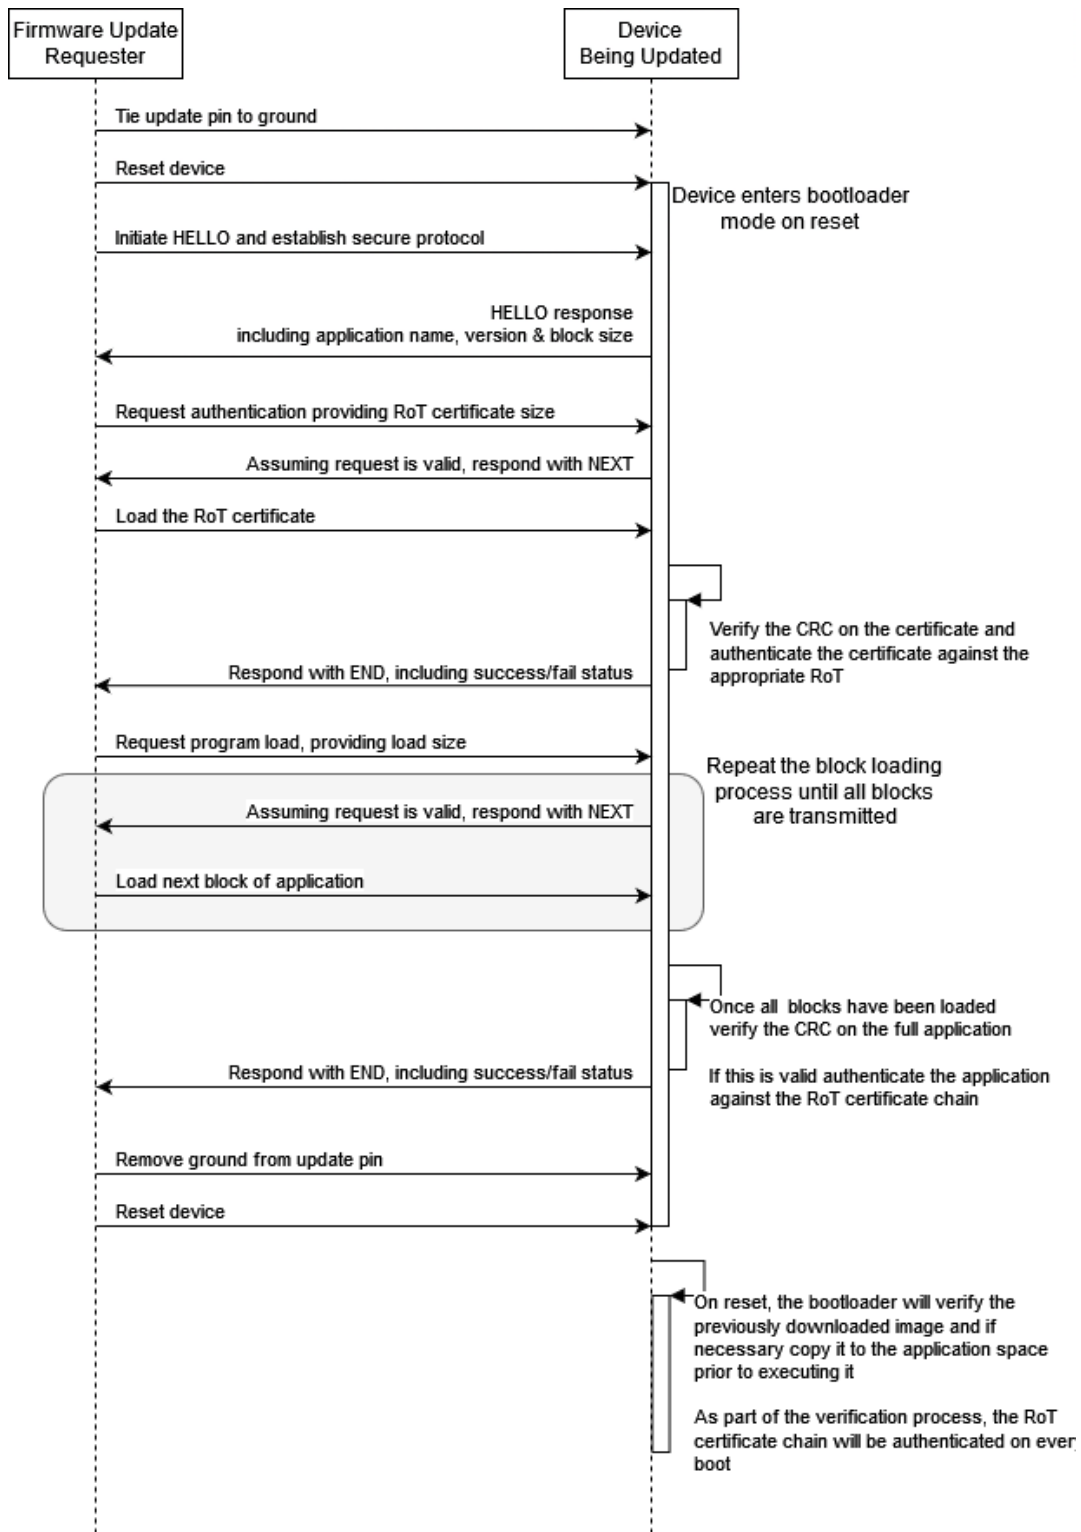 Firmware Update
Requester
Device
Being Updated
Tie update pin to ground
Reset device
Device enters bootloader
mode on reset
Initiate HELLO and establish secure protocol
HELLO response
including application name, version & block size
Request authentication providing RoT certificate size
Assuming request is valid, respond with NEXT
Load the RoT certificate
Verify the CRC on the certificate and
authenticate the certificate against the
appropriate RoT
Respond with END, including success/fail status
Request program load, providing load size
Repeat the block loading
process until all blocks
are transmitted
Assuming request is valid, respond with NEXT
Load next block of application
Once all blocks have been loaded
verify the CRC on the full application
If this is valid authenticate the application
against the RoT certificate chain
Respond with END, including success/fail status
Remove ground from update pin
Reset device
On reset, the bootloader will verify the
previously downloaded image and if
necessary copy it to the application space
prior to executing it
As part of the verification process, the RoT
certificate chain will be authenticated on every
boot